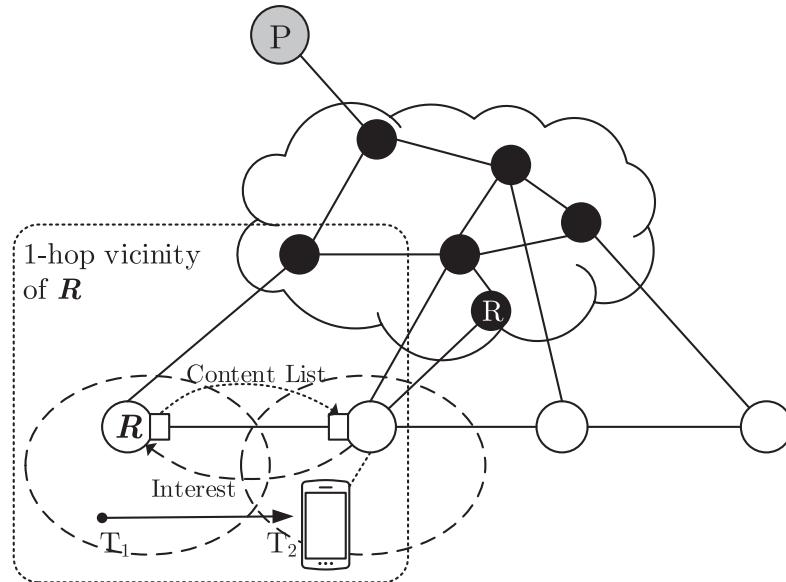 P
1-hop vicinity
of R
R
Content List
R
Interest
T₁
T₂